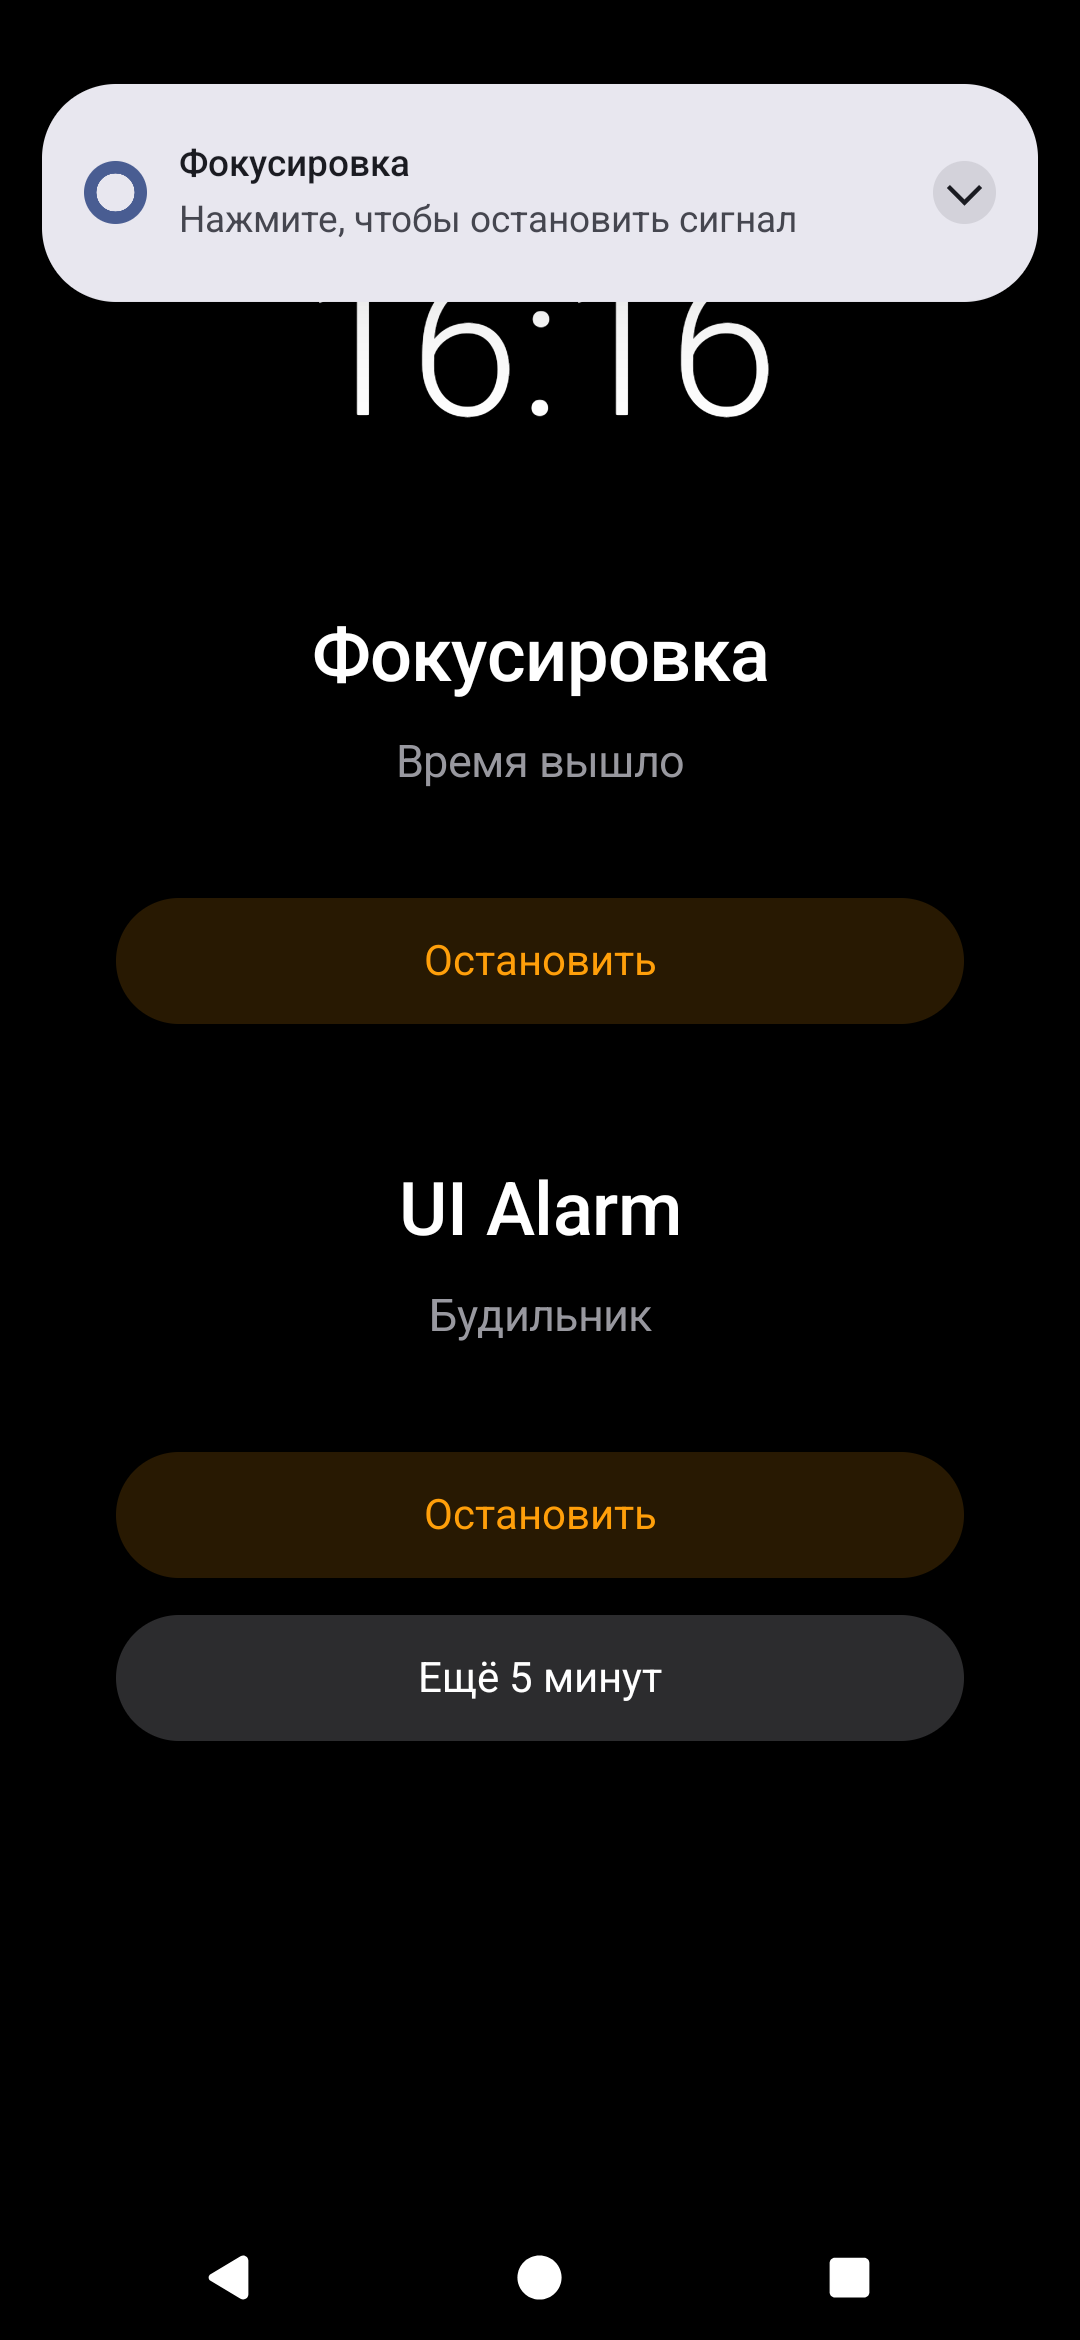 Фокусировка
Нажмите, чтобы остановить сигнал
16:16
Фокусировка
Время вышло
Остановить
UI Alarm
Будильник
Остановить
Ещё 5 минут